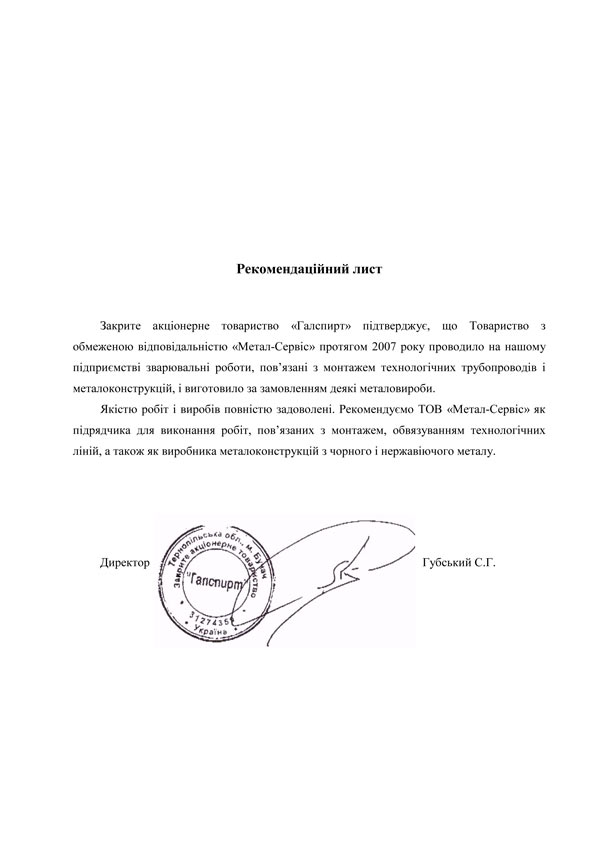 Рекомендаційний лист
Закрите акціонерне товариство «Галспирт» підтверджує, що Товариство з
обмеженою відповідальністю «Метал-Сервіс» протягом 2007 року проводило на нашому
підприємстві зварювальні роботи, пов’язані з монтажем технологічних трубопроводів і
металоконструкцій, і виготовило за замовленням деякі металовироби.
Якістю робіт і виробів повністю задоволені. Рекомендуємо ТОВ «Метал-Сервіс» як
підрядчика для виконання робіт, пов’язаних з монтажем, обвязуванням технологічних
ліній, а також як виробника металоконструкцій з чорного і нержавіючого металу.
Директор
Губський С.Г.
Тернопільська обл., м. Бучач
Закрите акціонерне товариство
"Галспирт"
Україна